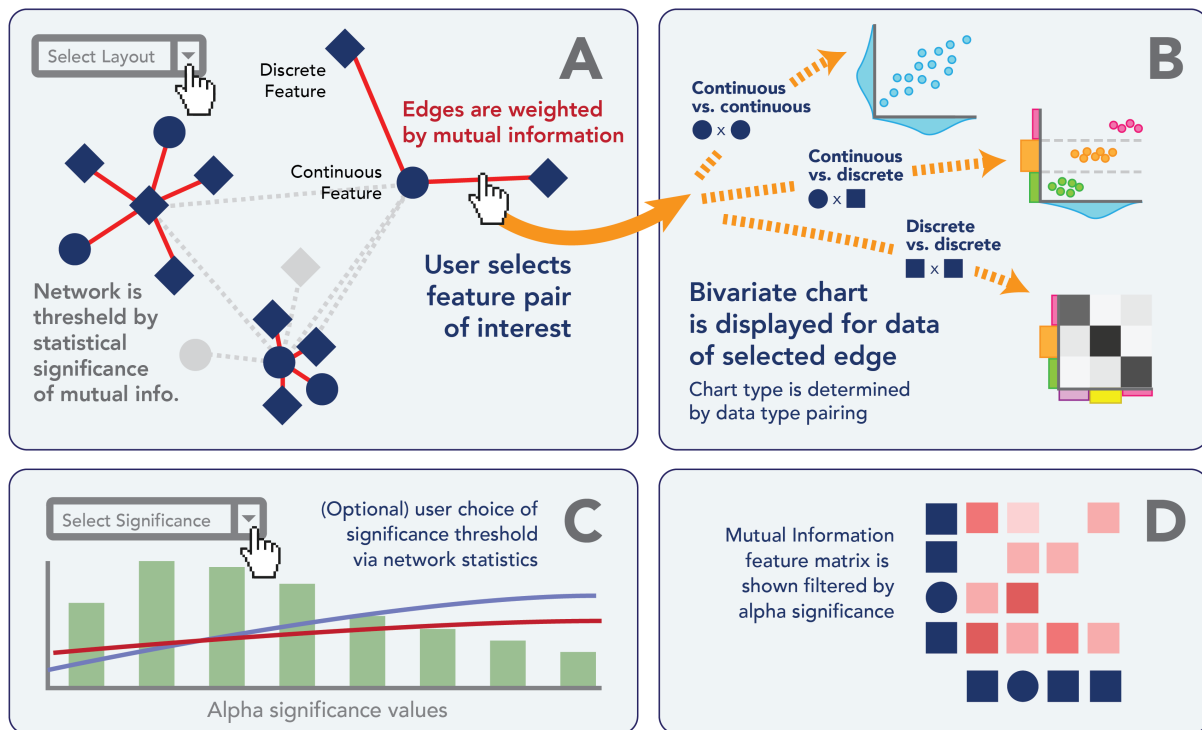 A
Select Layout
Discrete
Feature
Edges are weighted
by mutual information
Continuous
Feature
Network is
threshold by
statistical
significance
of mutual info.
User selects
feature pair
of interest
B
Continuous
vs. continuous
x
Continuous
vs. discrete
x
Discrete
vs. discrete
x
Bivariate chart
is displayed for data
of selected edge
Chart type is determined
by data type pairing
C
Select Significance
(Optional) user choice of
significance threshold
via network statistics
Alpha significance values
D
Mutual Information
feature matrix is
shown filtered by
alpha significance